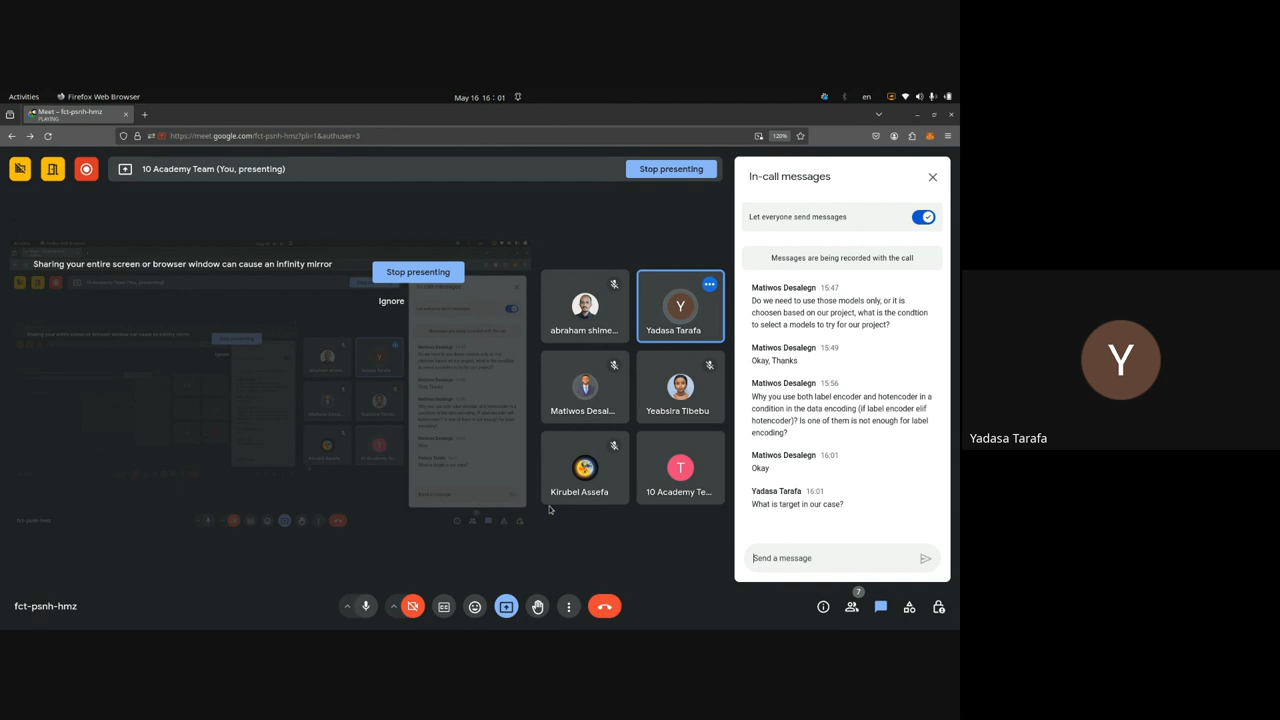 Activities
Firefox Web Browser
May 16 16:01
en
Meet – fct-psnh-hmz
PLAYING
https://meet.google.com/fct-psnh-hmz?pli=1&authuser=3
120%
10 Academy Team (You, presenting)
Stop presenting
Sharing your entire screen or browser window can cause an infinity mirror
Stop presenting
Ignore
abraham shime...
Y
Yadasa Tarafa
Matiwos Desal...
Yeabsira Tibebu
Kirubel Assefa
T
10 Academy Te...
In-call messages
Let everyone send messages
Messages are being recorded with the call
Matiwos Desalegn 15:47
Do we need to use those models only, or it is
choosen based on our project, what is the condtion
to select a models to try for our project?
Matiwos Desalegn 15:49
Okay, Thanks
Matiwos Desalegn 15:56
Why you use both label encoder and hotencoder in a
condition in the data encoding (if label encoder elif
hotencoder)? Is one of them is not enough for label
encoding?
Matiwos Desalegn 16:01
Okay
Yadasa Tarafa 16:01
What is target in our case?
Send a message
fct-psnh-hmz
7
Y
Yadasa Tarafa